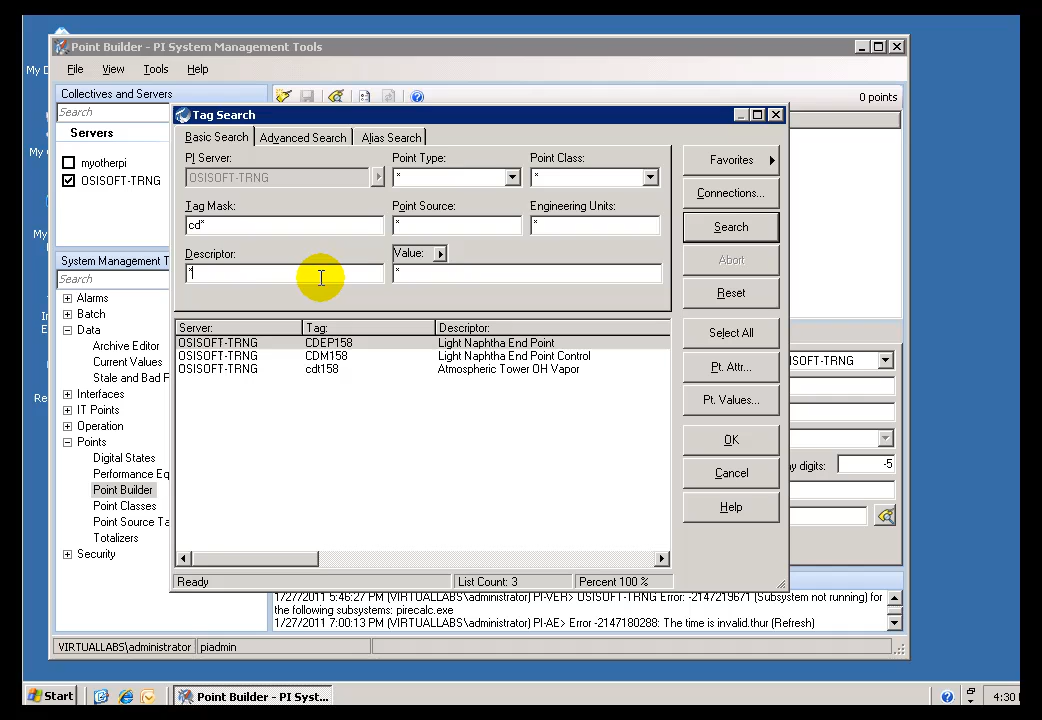 Point Builder - PI System Management Tools
File View Tools Help
Collectives and Servers
0 points
Search
Servers
myotherpi
OSISOFT-TRNG
System Management T
Search
Alarms
Batch
Data
Archive Editor
Current Values
Stale and Bad F
Interfaces
IT Points
Operation
Points
Digital States
Performance Eq
Point Builder
Point Classes
Point Source Ta
Totalizers
Security
Tag Search
Basic Search Advanced Search Alias Search
PI Server: Point Type: Point Class:
OSISOFT-TRNG * *
Tag Mask: Point Source: Engineering Units:
cd* * *
Descriptor: Value:
* *
Favorites
Connections...
Search
Abort
Reset
Select All
Pt. Attr...
Pt. Values...
OK
Cancel
Help
Server: Tag: Descriptor:
OSISOFT-TRNG CDEP158 Light Naphtha End Point
OSISOFT-TRNG CDM158 Light Naphtha End Point Control
OSISOFT-TRNG cdt158 Atmospheric Tower OH Vapor
Ready List Count: 3 Percent 100 %
ISOFT-TRNG
y digits: -5
1/27/2011 5:46:27 PM (VIRTUALLABS\administrator) PI-VER> OSISOFT-TRNG Error: -2147219671 (Subsystem not running) for
the following subsystems: pirecalc.exe
1/27/2011 7:00:13 PM (VIRTUALLABS\administrator) PI-AE> Error -2147180288: The time is invalid.thur (Refresh)
VIRTUALLABS\administrator piadmin
My D
My
My
In
E
Re
Start
Point Builder - PI Syst...
4:30